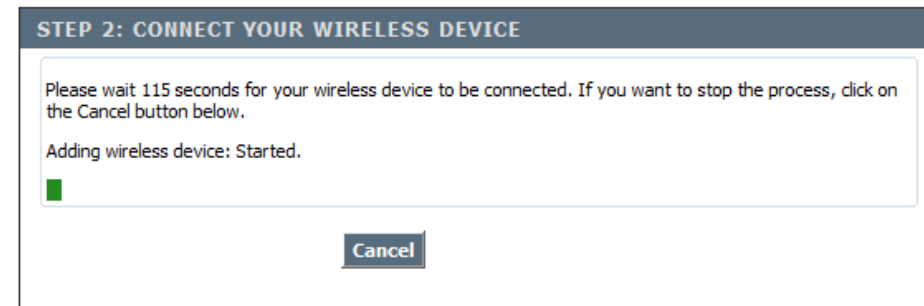 STEP 2: CONNECT YOUR WIRELESS DEVICE
Please wait 115 seconds for your wireless device to be connected. If you want to stop the process, click on
the Cancel button below.
Adding wireless device: Started.
Cancel